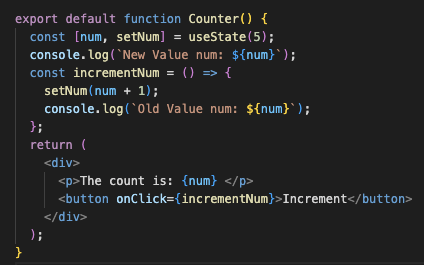 export default function Counter() {
  const [num, setNum] = useState(5);
  console.log(`New Value num: ${num}`);
  const incrementNum = () => {
    setNum(num + 1);
    console.log(`Old Value num: ${num}`);
  };
  return (
    <div>
      <p>The count is: {num} </p>
      <button onClick={incrementNum}>Increment</button>
    </div>
  );
}